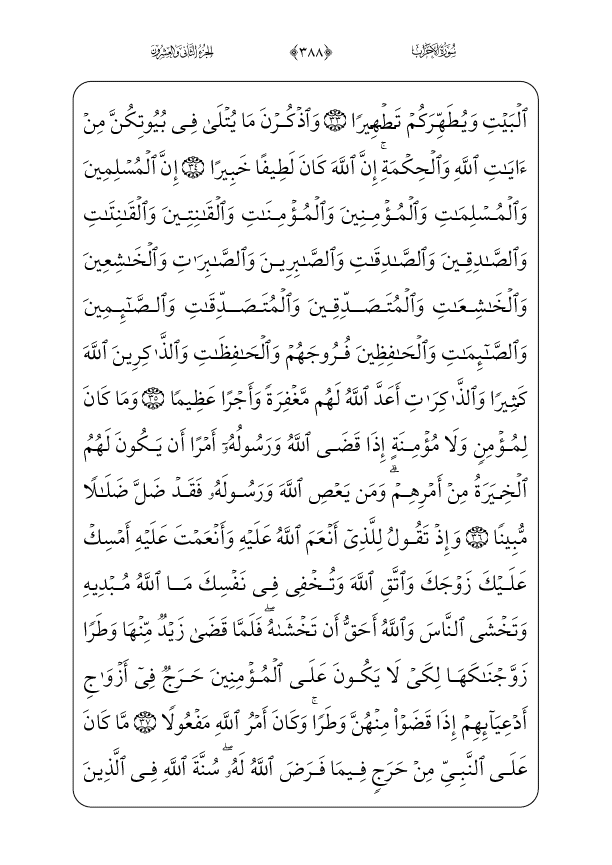 سُورَةُ الأَحْزَابِ ﴿٣٨٨﴾ الجُزْءُ الثَّانِي وَالعِشْرُونَ
ٱلْبَيْتِ وَيُطَهِّرَكُمْ تَطْهِيرًا ٣٣ وَٱذْكُرْنَ مَا يُتْلَىٰ فِى بُيُوتِكُنَّ مِنْ
ءَايَـٰتِ ٱللَّهِ وَٱلْحِكْمَةِۚ إِنَّ ٱللَّهَ كَانَ لَطِيفًا خَبِيرًا ٣٤ إِنَّ ٱلْمُسْلِمِينَ
وَٱلْمُسْلِمَـٰتِ وَٱلْمُؤْمِنِينَ وَٱلْمُؤْمِنَـٰتِ وَٱلْقَـٰنِتِينَ وَٱلْقَـٰنِتَـٰتِ
وَٱلصَّـٰدِقِينَ وَٱلصَّـٰدِقَـٰتِ وَٱلصَّـٰبِرِينَ وَٱلصَّـٰبِرَٰتِ وَٱلْخَـٰشِعِينَ
وَٱلْخَـٰشِعَـٰتِ وَٱلْمُتَصَدِّقِينَ وَٱلْمُتَصَدِّقَـٰتِ وَٱلصَّـٰٓئِمِينَ
وَٱلصَّـٰٓئِمَـٰتِ وَٱلْحَـٰفِظِينَ فُرُوجَهُمْ وَٱلْحَـٰفِظَـٰتِ وَٱلذَّٰكِرِينَ ٱللَّهَ
كَثِيرًا وَٱلذَّٰكِرَٰتِ أَعَدَّ ٱللَّهُ لَهُم مَّغْفِرَةً وَأَجْرًا عَظِيمًا ٣٥ وَمَا كَانَ
لِمُؤْمِنٍ وَلَا مُؤْمِنَةٍ إِذَا قَضَى ٱللَّهُ وَرَسُولُهُۥٓ أَمْرًا أَن يَكُونَ لَهُمُ
ٱلْخِيَرَةُ مِنْ أَمْرِهِمْۗ وَمَن يَعْصِ ٱللَّهَ وَرَسُولَهُۥ فَقَدْ ضَلَّ ضَلَـٰلًا
مُّبِينًا ٣٦ وَإِذْ تَقُولُ لِلَّذِىٓ أَنْعَمَ ٱللَّهُ عَلَيْهِ وَأَنْعَمْتَ عَلَيْهِ أَمْسِكْ
عَلَيْكَ زَوْجَكَ وَٱتَّقِ ٱللَّهَ وَتُخْفِى فِى نَفْسِكَ مَا ٱللَّهُ مُبْدِيهِ
وَتَخْشَى ٱلنَّاسَ وَٱللَّهُ أَحَقُّ أَن تَخْشَىٰهُۖ فَلَمَّا قَضَىٰ زَيْدٌ مِّنْهَا وَطَرًا
زَوَّجْنَـٰكَهَا لِكَىْ لَا يَكُونَ عَلَى ٱلْمُؤْمِنِينَ حَرَجٌ فِىٓ أَزْوَٰجِ
أَدْعِيَآئِهِمْ إِذَا قَضَوْا۟ مِنْهُنَّ وَطَرًاۚ وَكَانَ أَمْرُ ٱللَّهِ مَفْعُولًا ٣٧ مَّا كَانَ
عَلَى ٱلنَّبِىِّ مِنْ حَرَجٍ فِيمَا فَرَضَ ٱللَّهُ لَهُۥۖ سُنَّةَ ٱللَّهِ فِى ٱلَّذِينَ